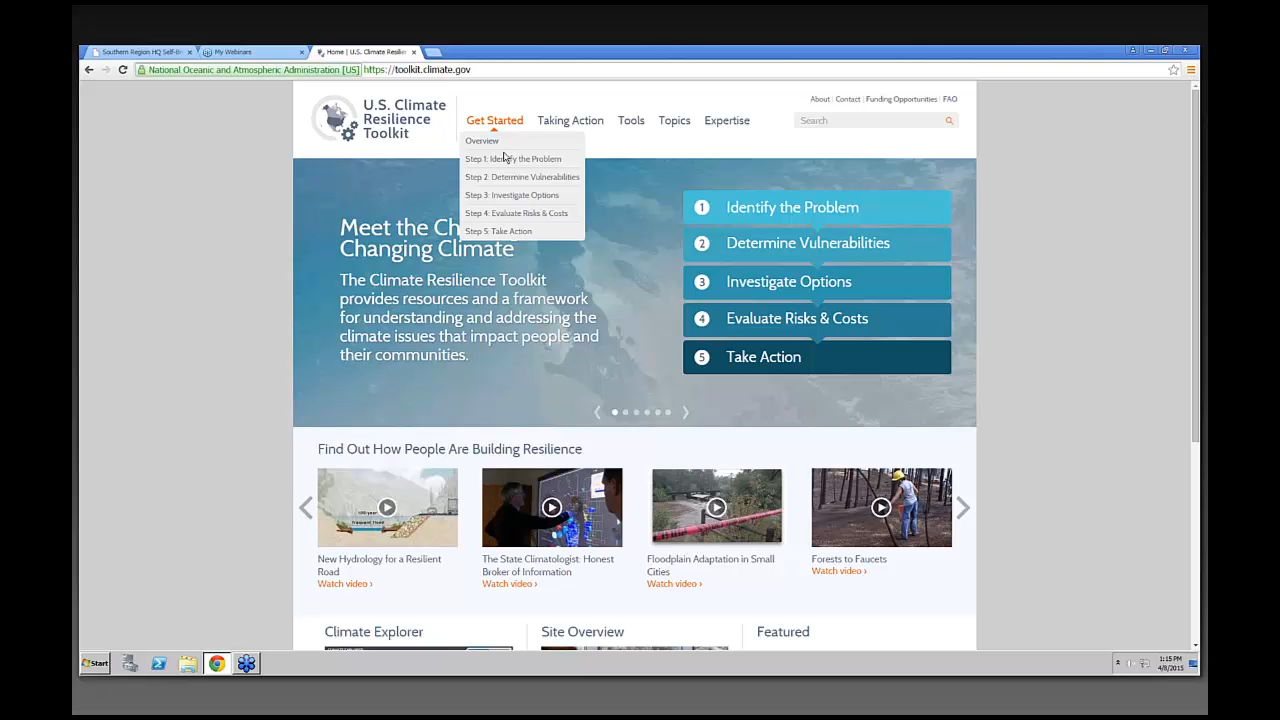 Southern Region HQ Self-In
My Webinars
Home | U.S. Climate Resilien
National Oceanic and Atmospheric Administration [US] https://toolkit.climate.gov
About Contact Funding Opportunities FAQ
U.S. Climate
Resilience
Toolkit
Get Started Taking Action Tools Topics Expertise Search
Overview
Step 1: Identify the Problem
Step 2: Determine Vulnerabilities
Step 3: Investigate Options
Step 4: Evaluate Risks & Costs
Step 5: Take Action
Meet the Ch
Changing Climate
The Climate Resilience Toolkit
provides resources and a framework
for understanding and addressing the
climate issues that impact people and
their communities.
1 Identify the Problem
2 Determine Vulnerabilities
3 Investigate Options
4 Evaluate Risks & Costs
5 Take Action
Find Out How People Are Building Resilience
100-year
frequent flood
New Hydrology for a Resilient
Road
Watch video ›
The State Climatologist: Honest
Broker of Information
Watch video ›
Floodplain Adaptation in Small
Cities
Watch video ›
Forests to Faucets
Watch video ›
Climate Explorer
Site Overview
Featured
Start
1:15 PM
4/8/2015